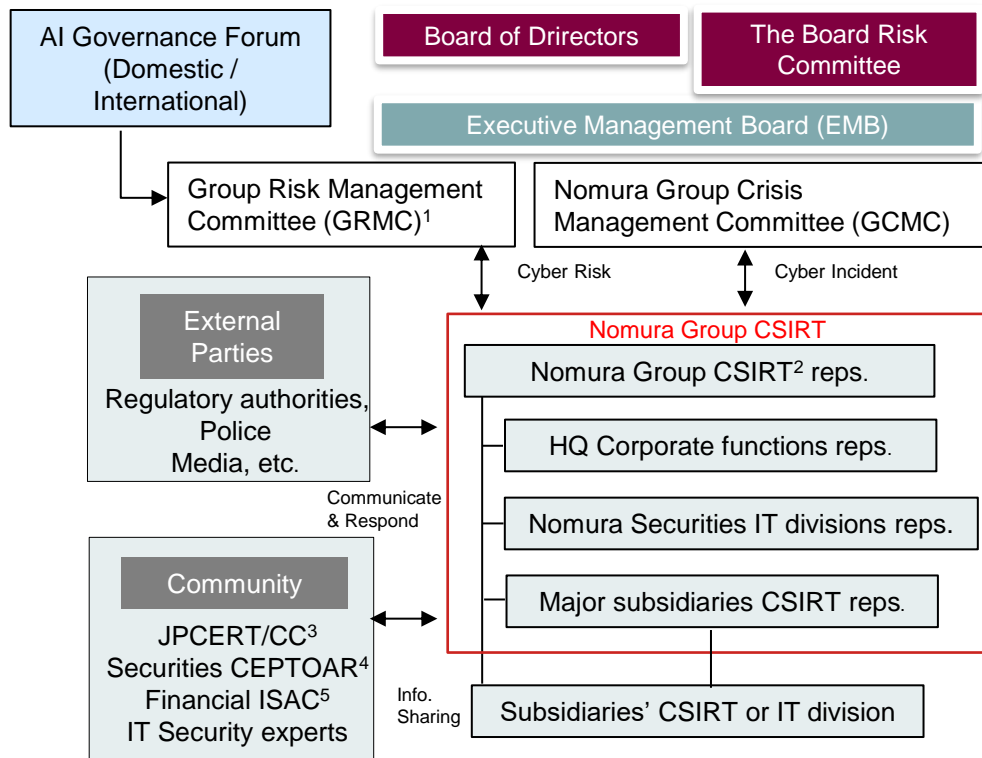 AI Governance Forum
(Domestic /
International)
Board of Drirectors
The Board Risk
Committee
Executive Management Board (EMB)
Group Risk Management
Committee (GRMC)¹
Nomura Group Crisis
Management Committee (GCMC)
Cyber Risk
Cyber Incident
External
Parties
Regulatory authorities,
Police
Media, etc.
Nomura Group CSIRT
Nomura Group CSIRT² reps.
HQ Corporate functions reps.
Nomura Securities IT divisions reps.
Major subsidiaries CSIRT reps.
Communicate
& Respond
Community
JPCERT/CC³
Securities CEPTOAR⁴
Financial ISAC⁵
IT Security experts
Info.
Sharing
Subsidiaries’ CSIRT or IT division